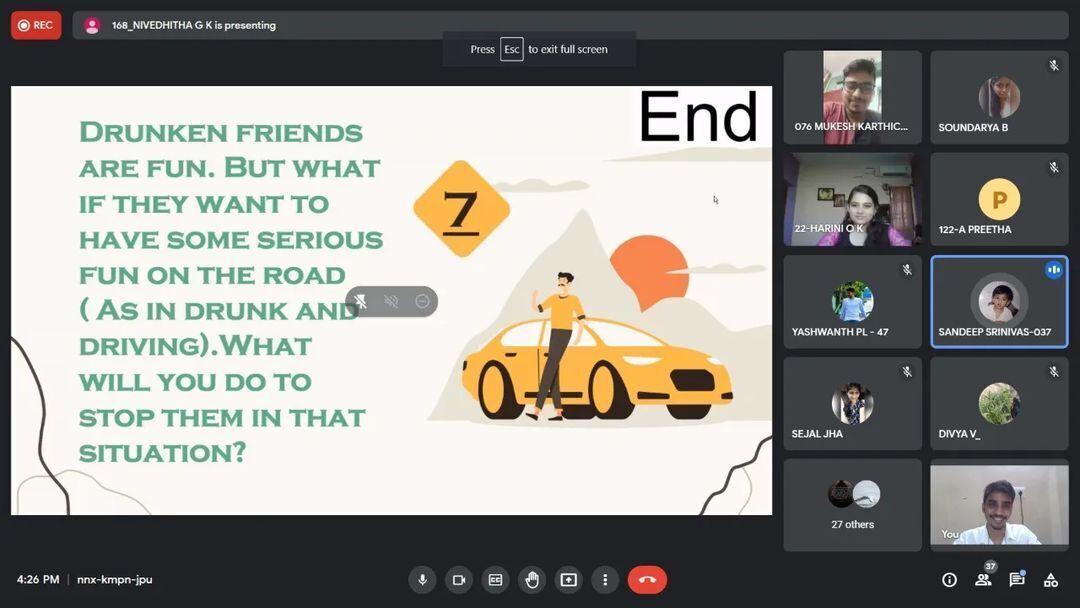 REC
168_NIVEDHITHA G K is presenting
Press Esc to exit full screen
End
DRUNKEN FRIENDS
ARE FUN. BUT WHAT
IF THEY WANT TO
HAVE SOME SERIOUS
FUN ON THE ROAD
( AS IN DRUNK AND
DRIVING).WHAT
WILL YOU DO TO
STOP THEM IN THAT
SITUATION?
7
076 MUKESH KARTHIC...
SOUNDARYA B
22-HARINI O K
P
122-A PREETHA
YASHWANTH PL - 47
SANDEEP SRINIVAS-037
SEJAL JHA
DIVYA V_
27 others
You
4:26 PM | nnx-kmpn-jpu
CC
37